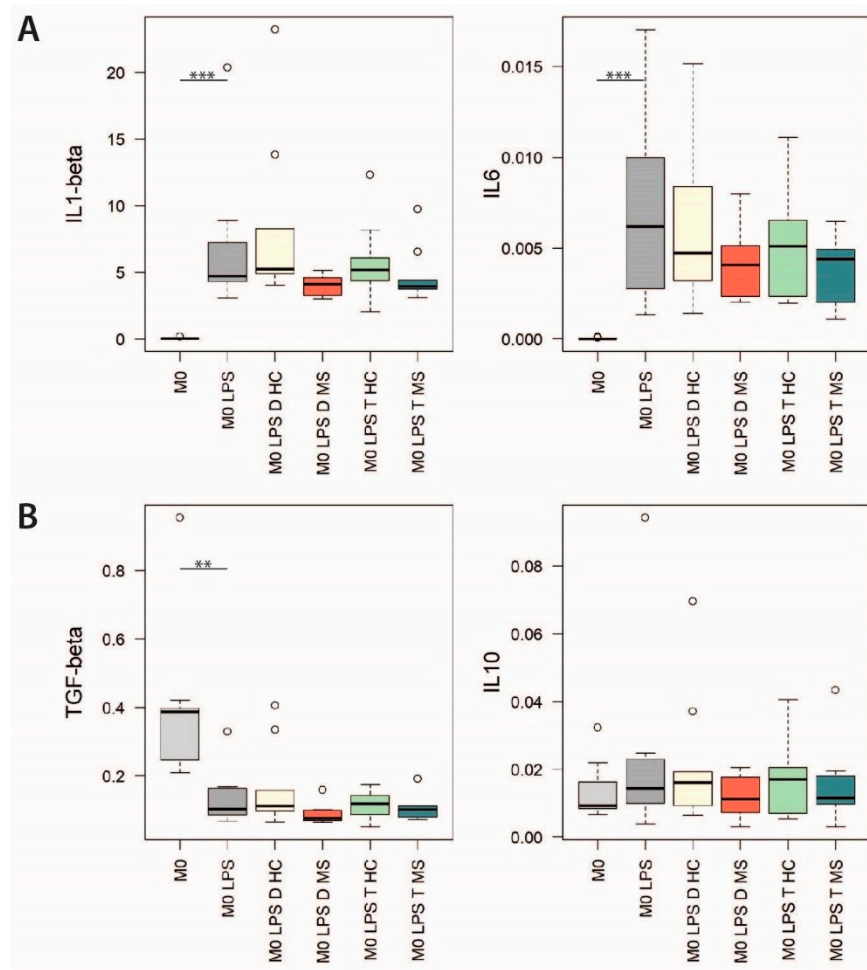 A
IL1-beta
20
15
10
5
0
***
M0
M0 LPS
M0 LPS D HC
M0 LPS D MS
M0 LPS T HC
M0 LPS T MS
IL6
0.015
0.010
0.005
0.000
***
M0
M0 LPS
M0 LPS D HC
M0 LPS D MS
M0 LPS T HC
M0 LPS T MS
B
TGF-beta
0.8
0.6
0.4
0.2
**
M0
M0 LPS
M0 LPS D HC
M0 LPS D MS
M0 LPS T HC
M0 LPS T MS
IL10
0.08
0.06
0.04
0.02
0.00
M0
M0 LPS
M0 LPS D HC
M0 LPS D MS
M0 LPS T HC
M0 LPS T MS